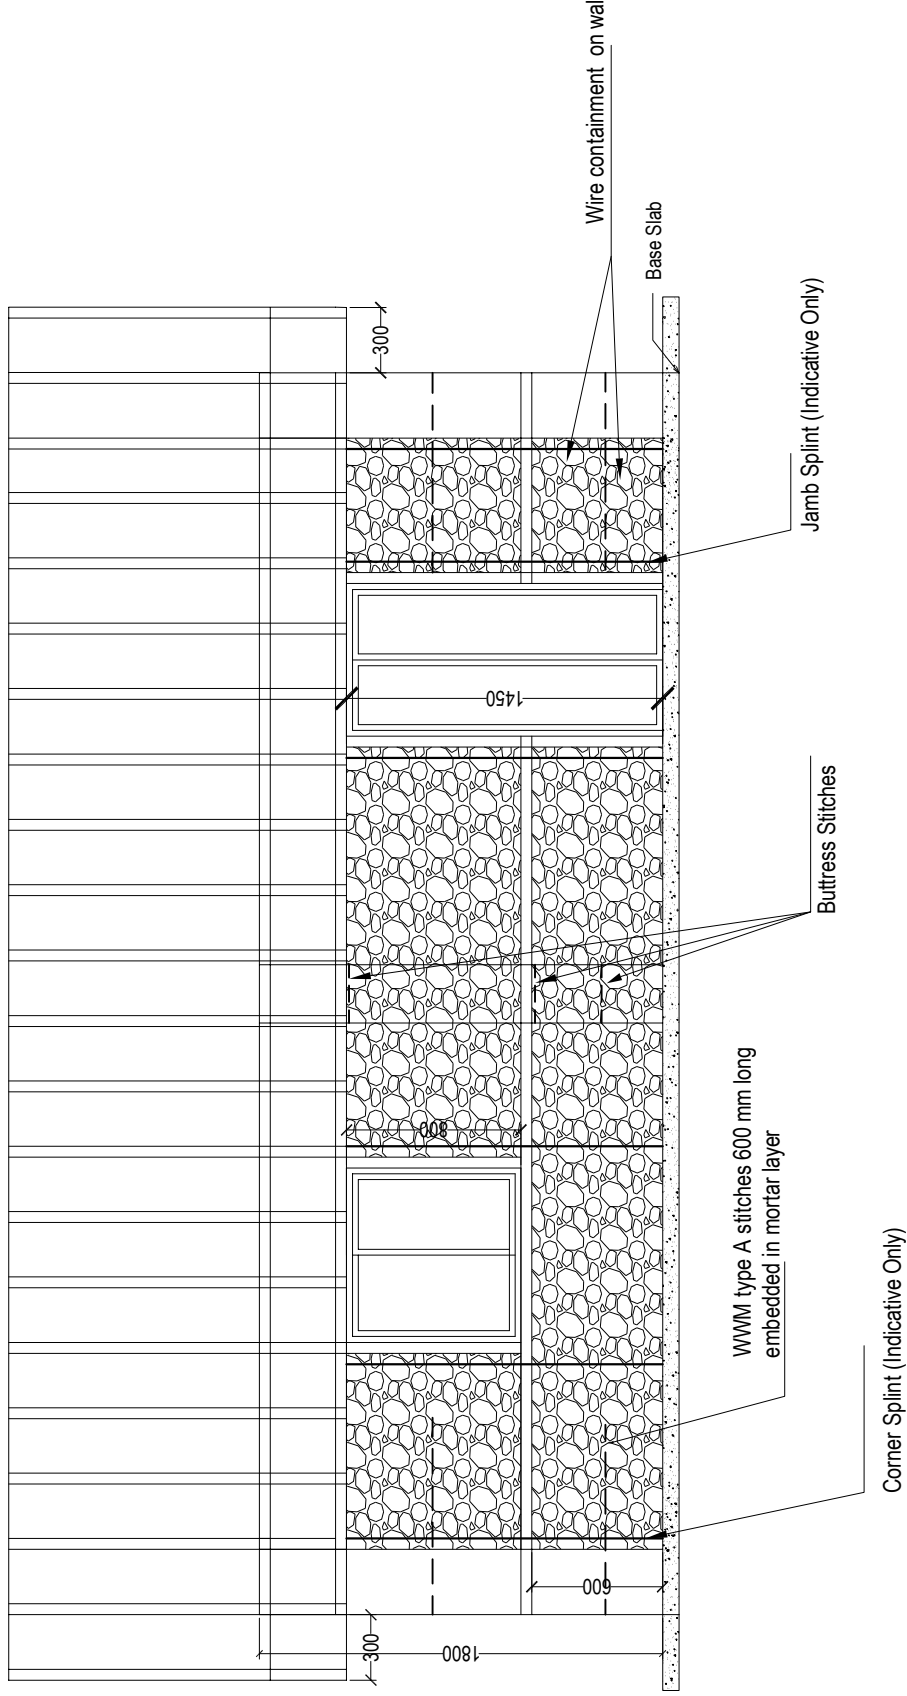 Wire containment on wal
Base Slab
Jamb Splint (Indicative Only)
Buttress Stitches
WWM type A stitches 600 mm long
embedded in mortar layer
Corner Splint (Indicative Only)
300
1450
800
600
1800
300